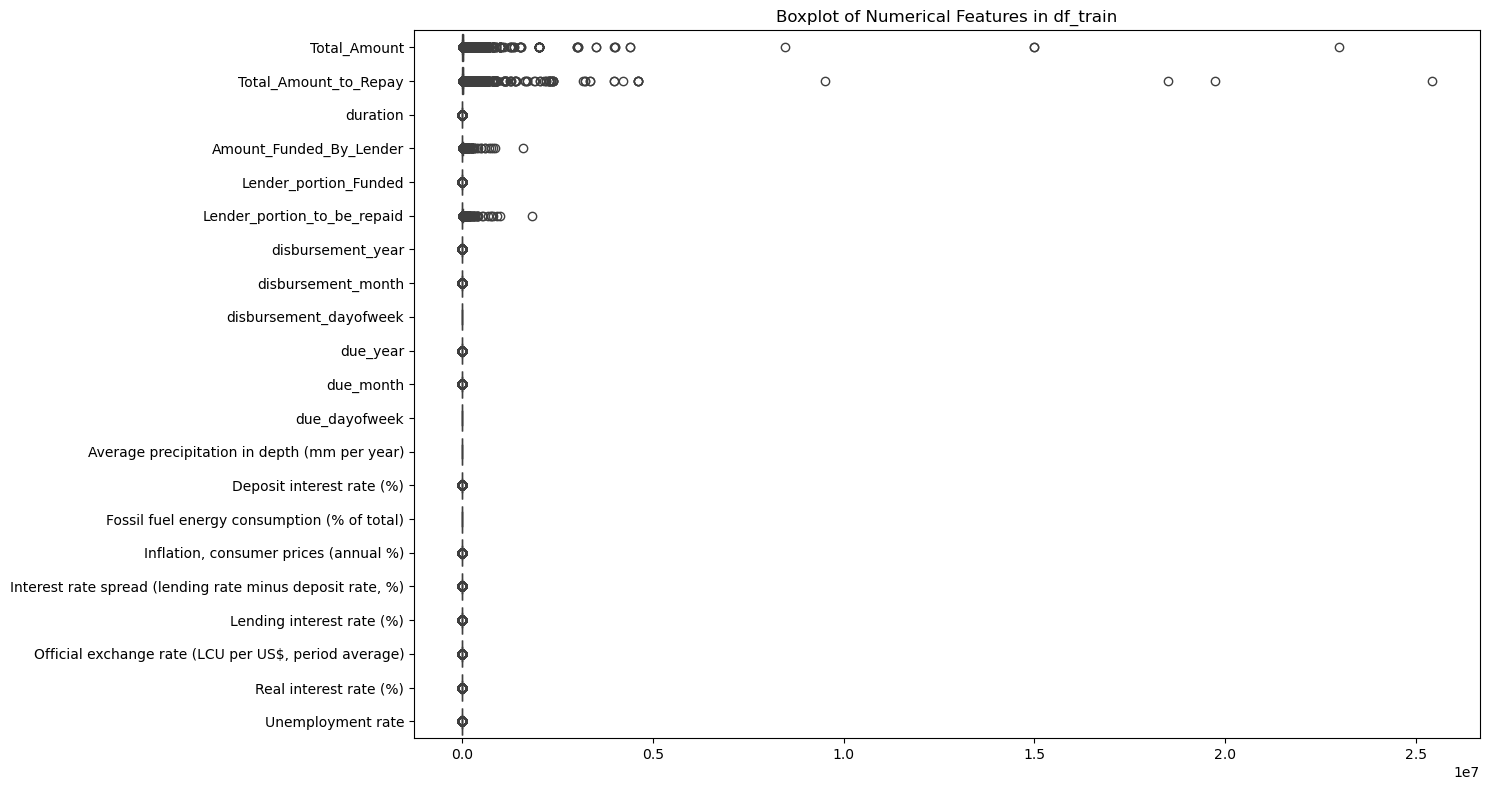 Boxplot of Numerical Features in df_train
Total_Amount
Total_Amount_to_Repay
duration
Amount_Funded_By_Lender
Lender_portion_Funded
Lender_portion_to_be_repaid
disbursement_year
disbursement_month
disbursement_dayofweek
due_year
due_month
due_dayofweek
Average precipitation in depth (mm per year)
Deposit interest rate (%)
Fossil fuel energy consumption (% of total)
Inflation, consumer prices (annual %)
Interest rate spread (lending rate minus deposit rate, %)
Lending interest rate (%)
Official exchange rate (LCU per US$, period average)
Real interest rate (%)
Unemployment rate
0.0 0.5 1.0 1.5 2.0 2.5
1e7